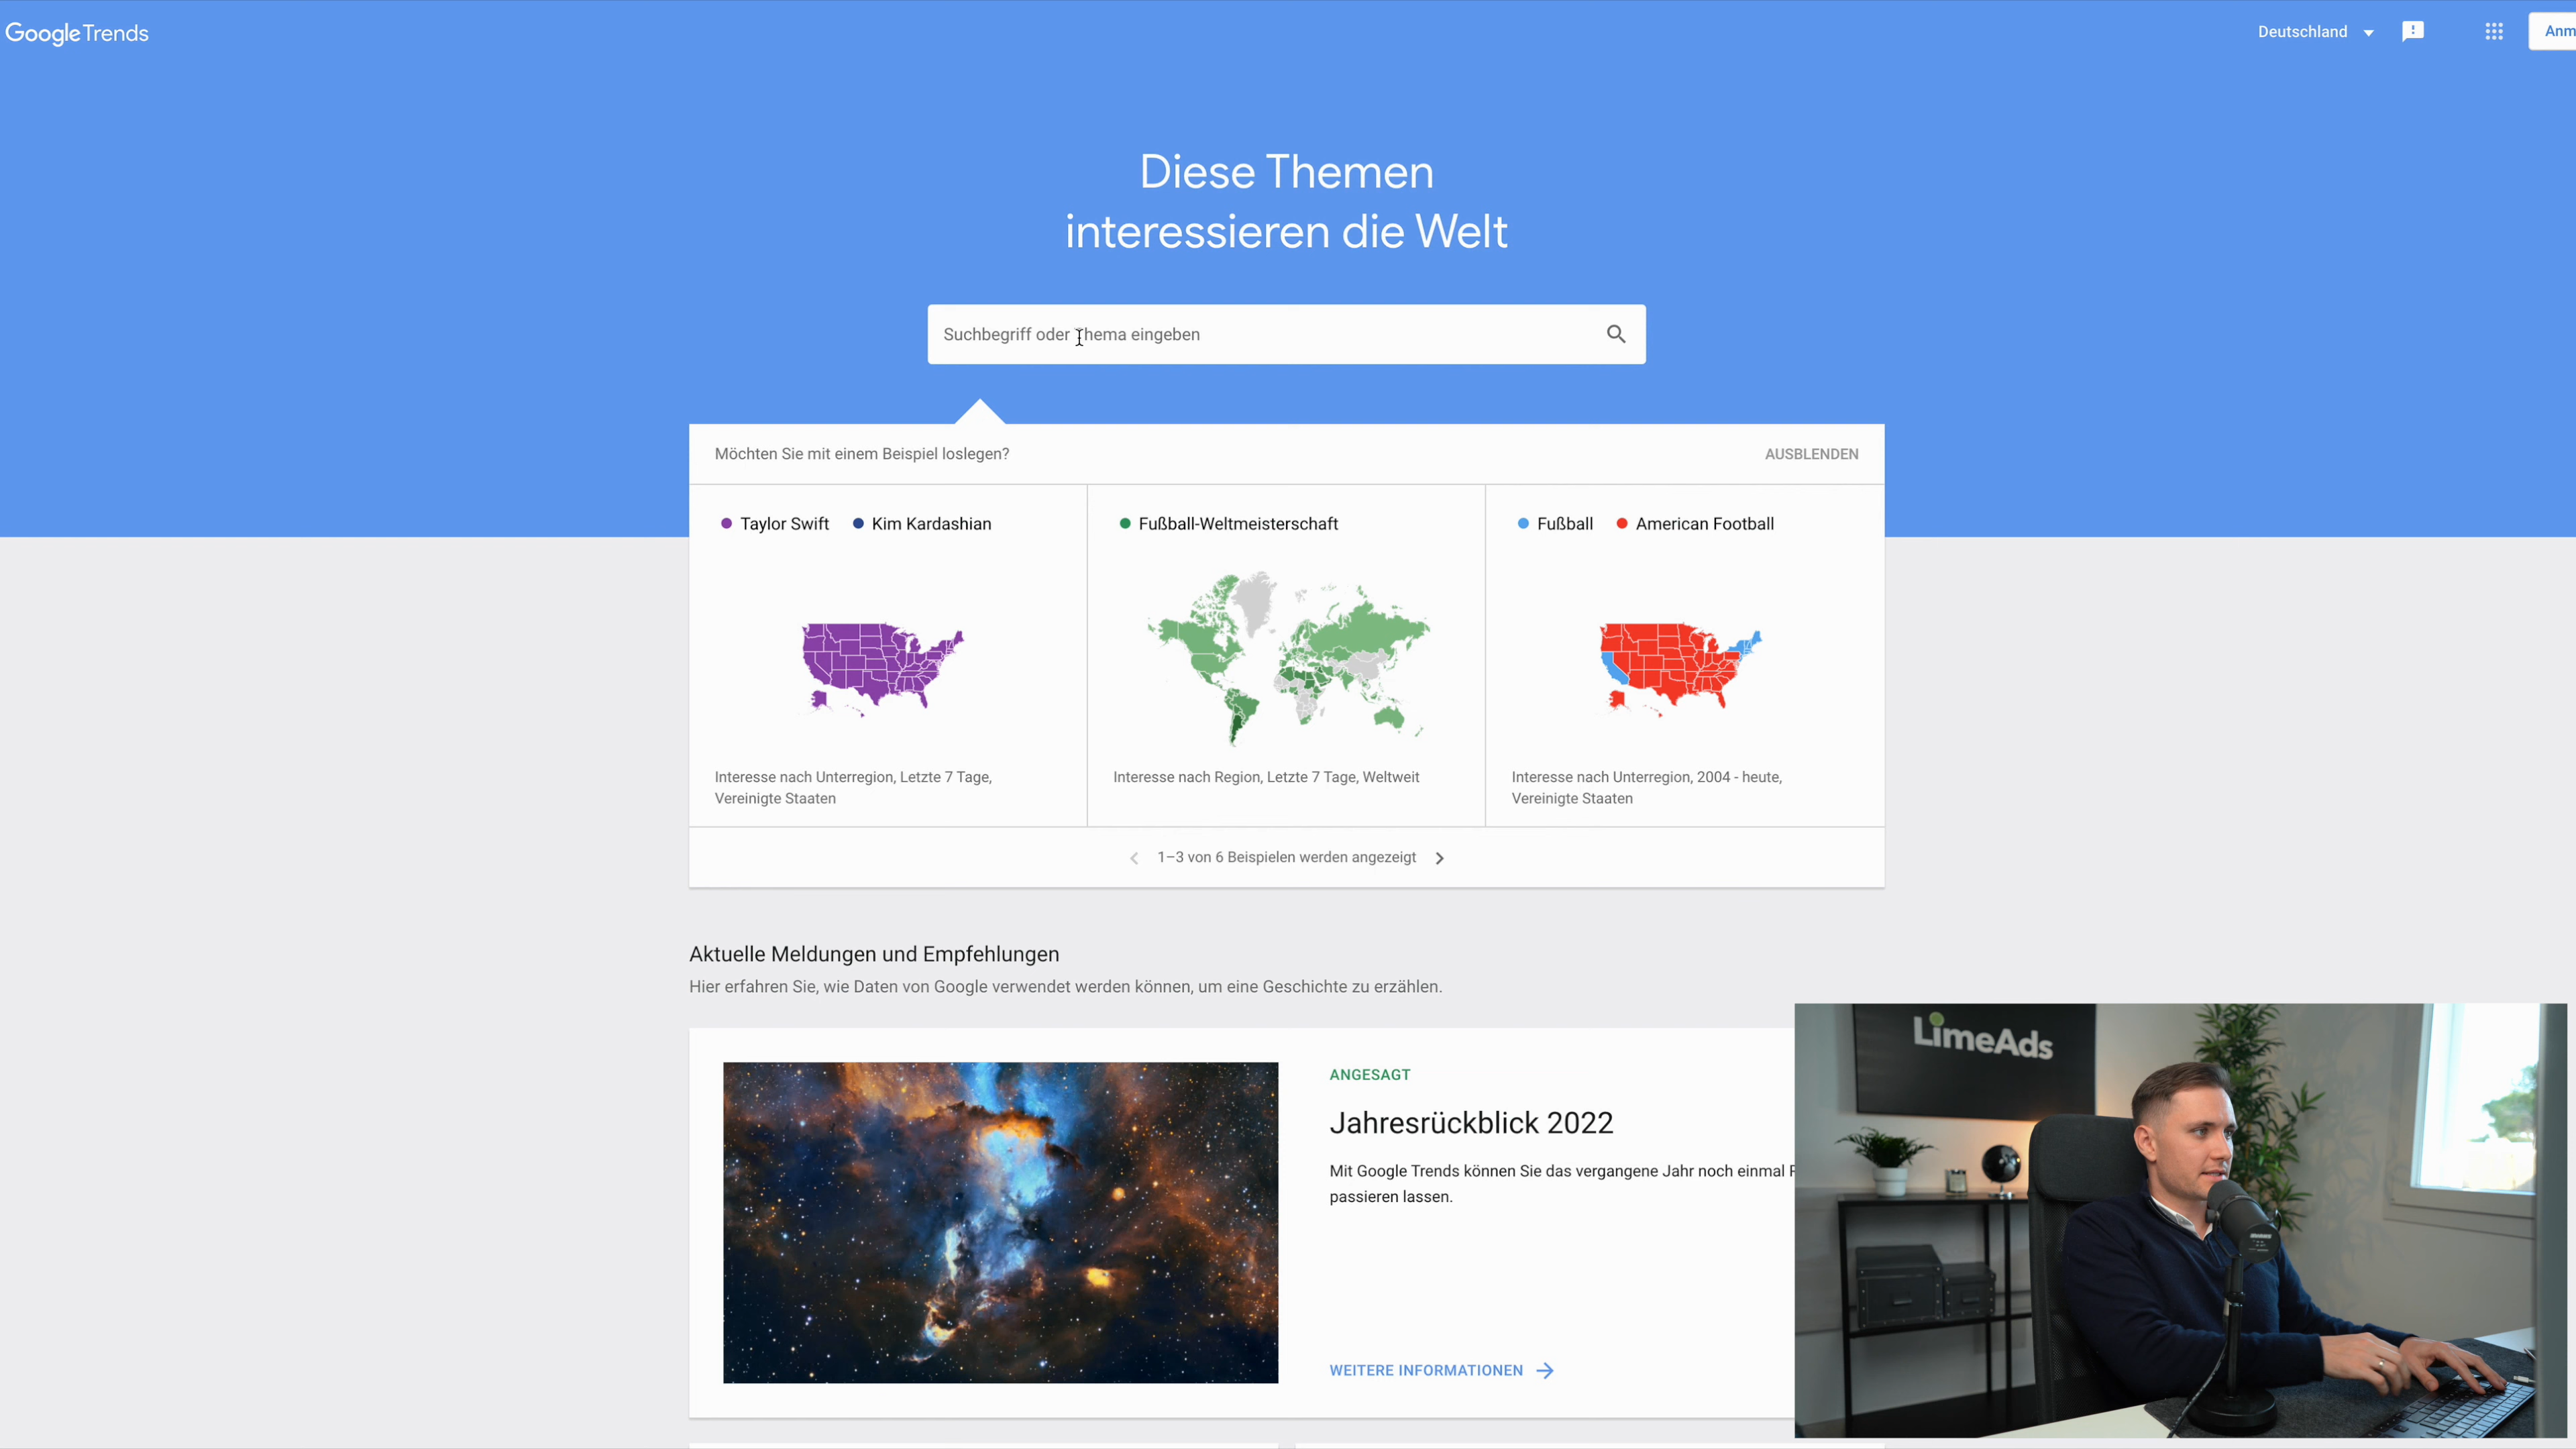 Google Trends
Deutschland
Anm
Diese Themen
interessieren die Welt
Suchbegriff oder Thema eingeben
Möchten Sie mit einem Beispiel loslegen?
AUSBLENDEN
Taylor Swift Kim Kardashian
Fußball-Weltmeisterschaft
Fußball American Football
Interesse nach Unterregion, Letzte 7 Tage,
Vereinigte Staaten
Interesse nach Region, Letzte 7 Tage, Weltweit
Interesse nach Unterregion, 2004 - heute,
Vereinigte Staaten
1–3 von 6 Beispielen werden angezeigt
Aktuelle Meldungen und Empfehlungen
Hier erfahren Sie, wie Daten von Google verwendet werden können, um eine Geschichte zu erzählen.
ANGESAGT
Jahresrückblick 2022
Mit Google Trends können Sie das vergangene Jahr noch einmal
passieren lassen.
WEITERE INFORMATIONEN
LimeAds